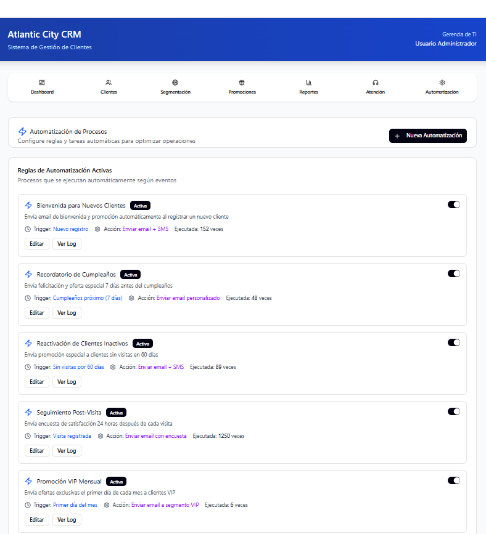 Atlantic City CRM
Sistema de Gestión de Clientes
Gerencia de TI
Usuario Administrador
Dashboard
Clientes
Segmentación
Promociones
Reportes
Atención
Automatización
Automatización de Procesos
Configure reglas y tareas automáticas para optimizar operaciones
+ Nueva Automatización
Reglas de Automatización Activas
Procesos que se ejecutan automáticamente según eventos
Bienvenida para Nuevos Clientes Activa
Envía email de bienvenida y promoción automáticamente al registrar un nuevo cliente
Trigger: Nuevo registro Acción: Enviar email + SMS Ejecutada: 152 veces
Editar Ver Log
Recordatorio de Cumpleaños Activa
Envía felicitación y oferta especial 7 días antes del cumpleaños
Trigger: Cumpleaños próximo (7 días) Acción: Enviar email personalizado Ejecutada: 48 veces
Editar Ver Log
Reactivación de Clientes Inactivos Activa
Envía promoción especial a clientes sin visitas en 60 días
Trigger: Sin visitas por 60 días Acción: Enviar email + SMS Ejecutada: 89 veces
Editar Ver Log
Seguimiento Post-Visita Activa
Envía encuesta de satisfacción 24 horas después de cada visita
Trigger: Visita registrada Acción: Enviar email con encuesta Ejecutada: 1250 veces
Editar Ver Log
Promoción VIP Mensual Activa
Envía ofertas exclusivas el primer día de cada mes a clientes VIP
Trigger: Primer día del mes Acción: Enviar email a segmento VIP Ejecutada: 6 veces
Editar Ver Log